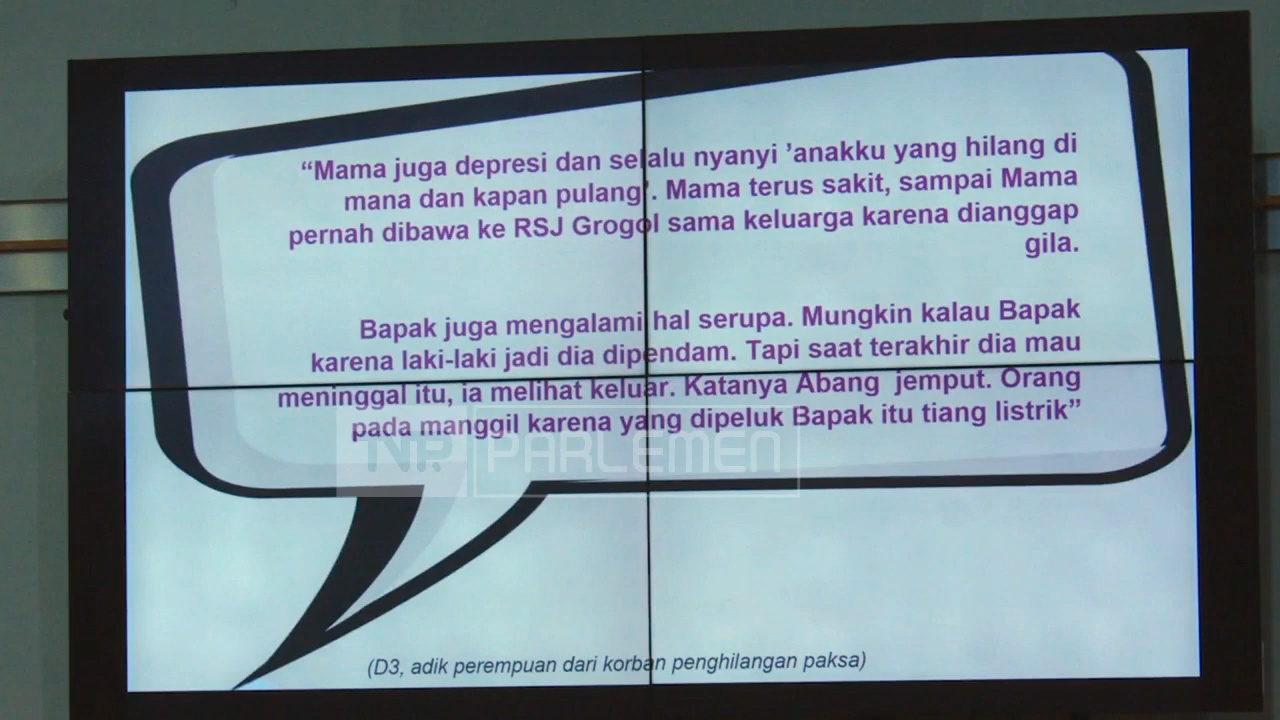 “Mama juga depresi dan selalu nyanyi ’anakku yang hilang di
mana dan kapan pulang’. Mama terus sakit, sampai Mama
pernah dibawa ke RSJ Grogol sama keluarga karena dianggap
gila.
Bapak juga mengalami hal serupa. Mungkin kalau Bapak
karena laki-laki jadi dia dipendam. Tapi saat terakhir dia mau
meninggal itu, ia melihat keluar. Katanya Abang  jemput. Orang
pada manggil karena yang dipeluk Bapak itu tiang listrik”
PARLEMEN
(D3, adik perempuan dari korban penghilangan paksa)